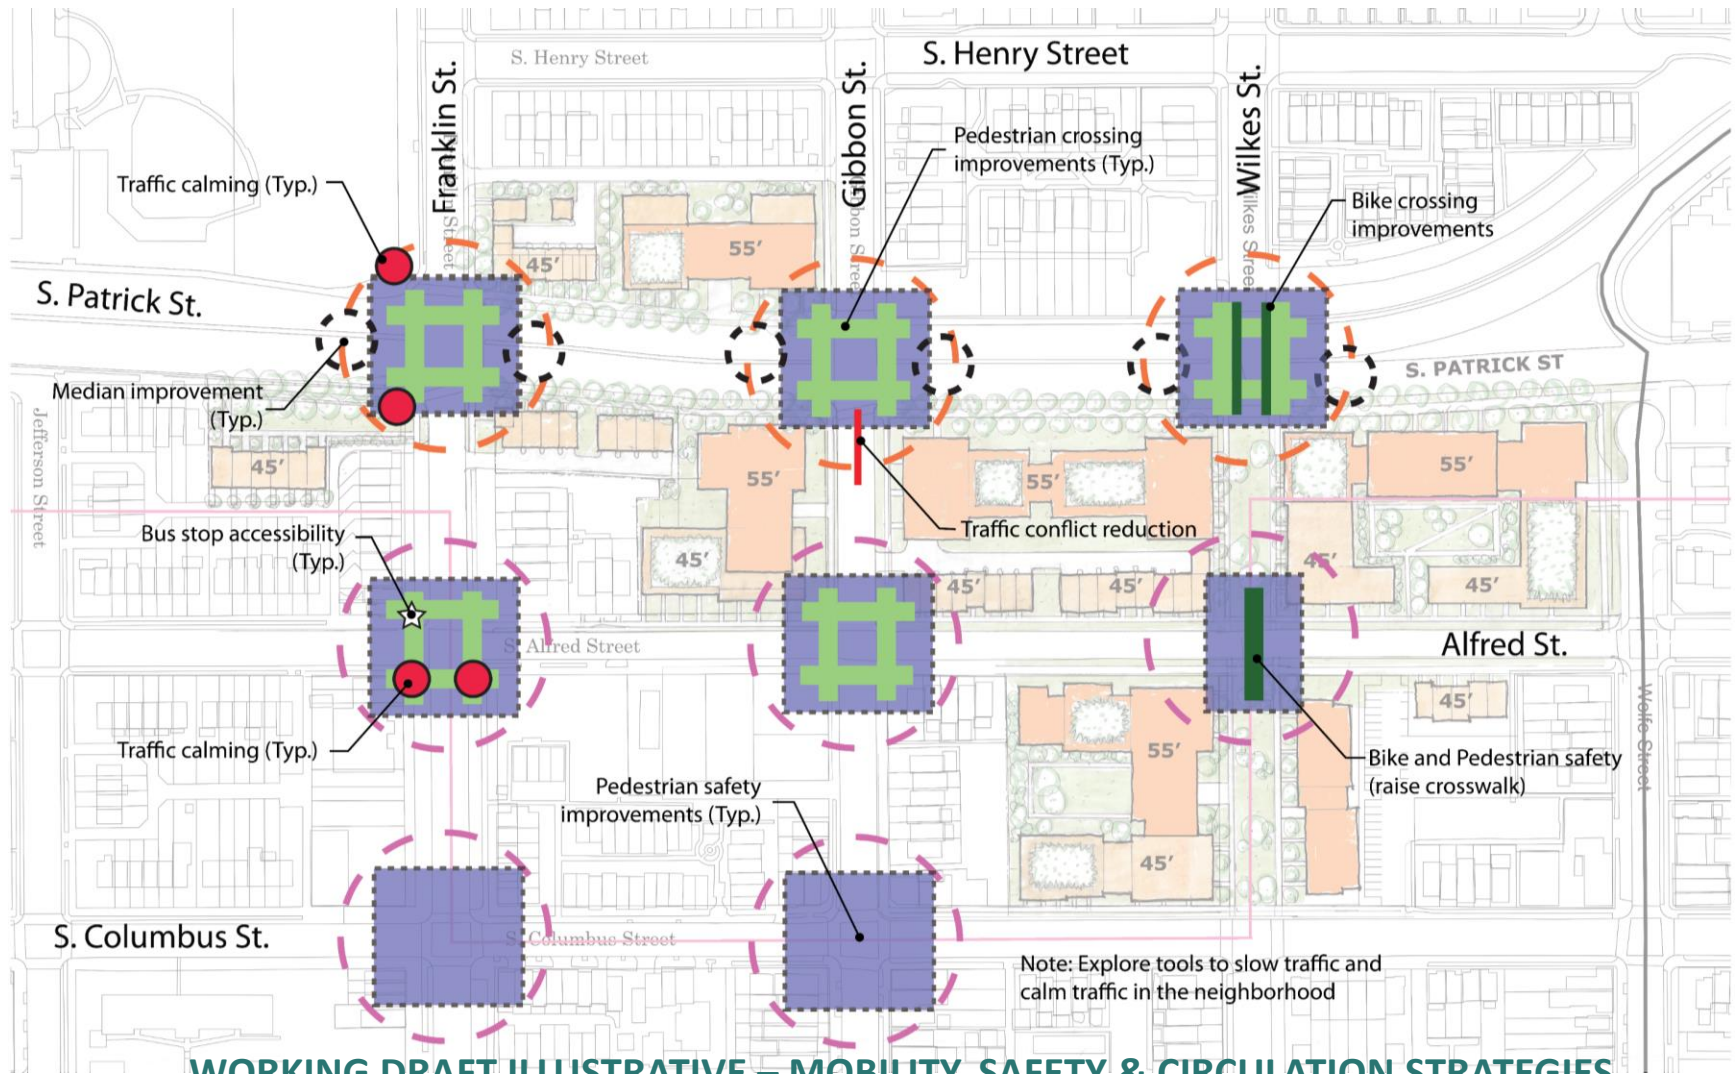 S. Henry Street
S. Henry Street
Franklin St.
Gibbon St.
Wilkes St.
Pedestrian crossing
improvements (Typ.)
Traffic calming (Typ.)
Bike crossing
improvements
Wilkes Street
55’
45’
S. Patrick St.
S. PATRICK ST
Median improvement
(Typ.)
Jefferson Street
45’
55’
55’
55’
Traffic conflict reduction
Bus stop accessibility
(Typ.)
45’
45’
45’
45’
45’
S. Alfred Street
Alfred St.
45’
Wolfe Street
55’
Traffic calming (Typ.)
Bike and Pedestrian safety
(raise crosswalk)
Pedestrian safety
improvements (Typ.)
45’
S. Columbus St.
S. Columbus Street
Note: Explore tools to slow traffic and
calm traffic in the neighborhood
WORKING DRAFT ILLUSTRATIVE – MOBILITY, SAFETY & CIRCULATION STRATEGIES